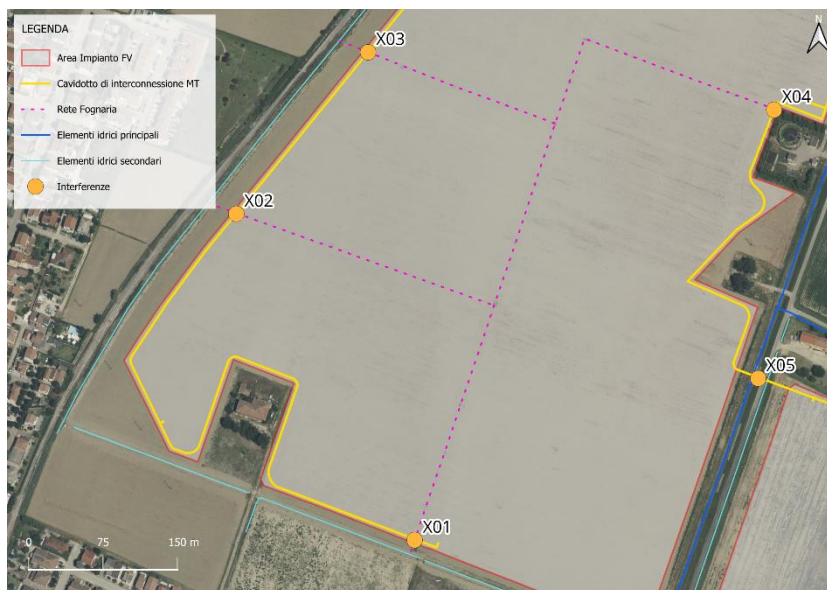 LEGENDA
Area Impianto FV
Cavidotto di interconnessione MT
Rete Fognaria
Elementi idrici principali
Elementi idrici secondari
Interferenze
N
X03
X04
X02
X05
X01
0 75 150 m